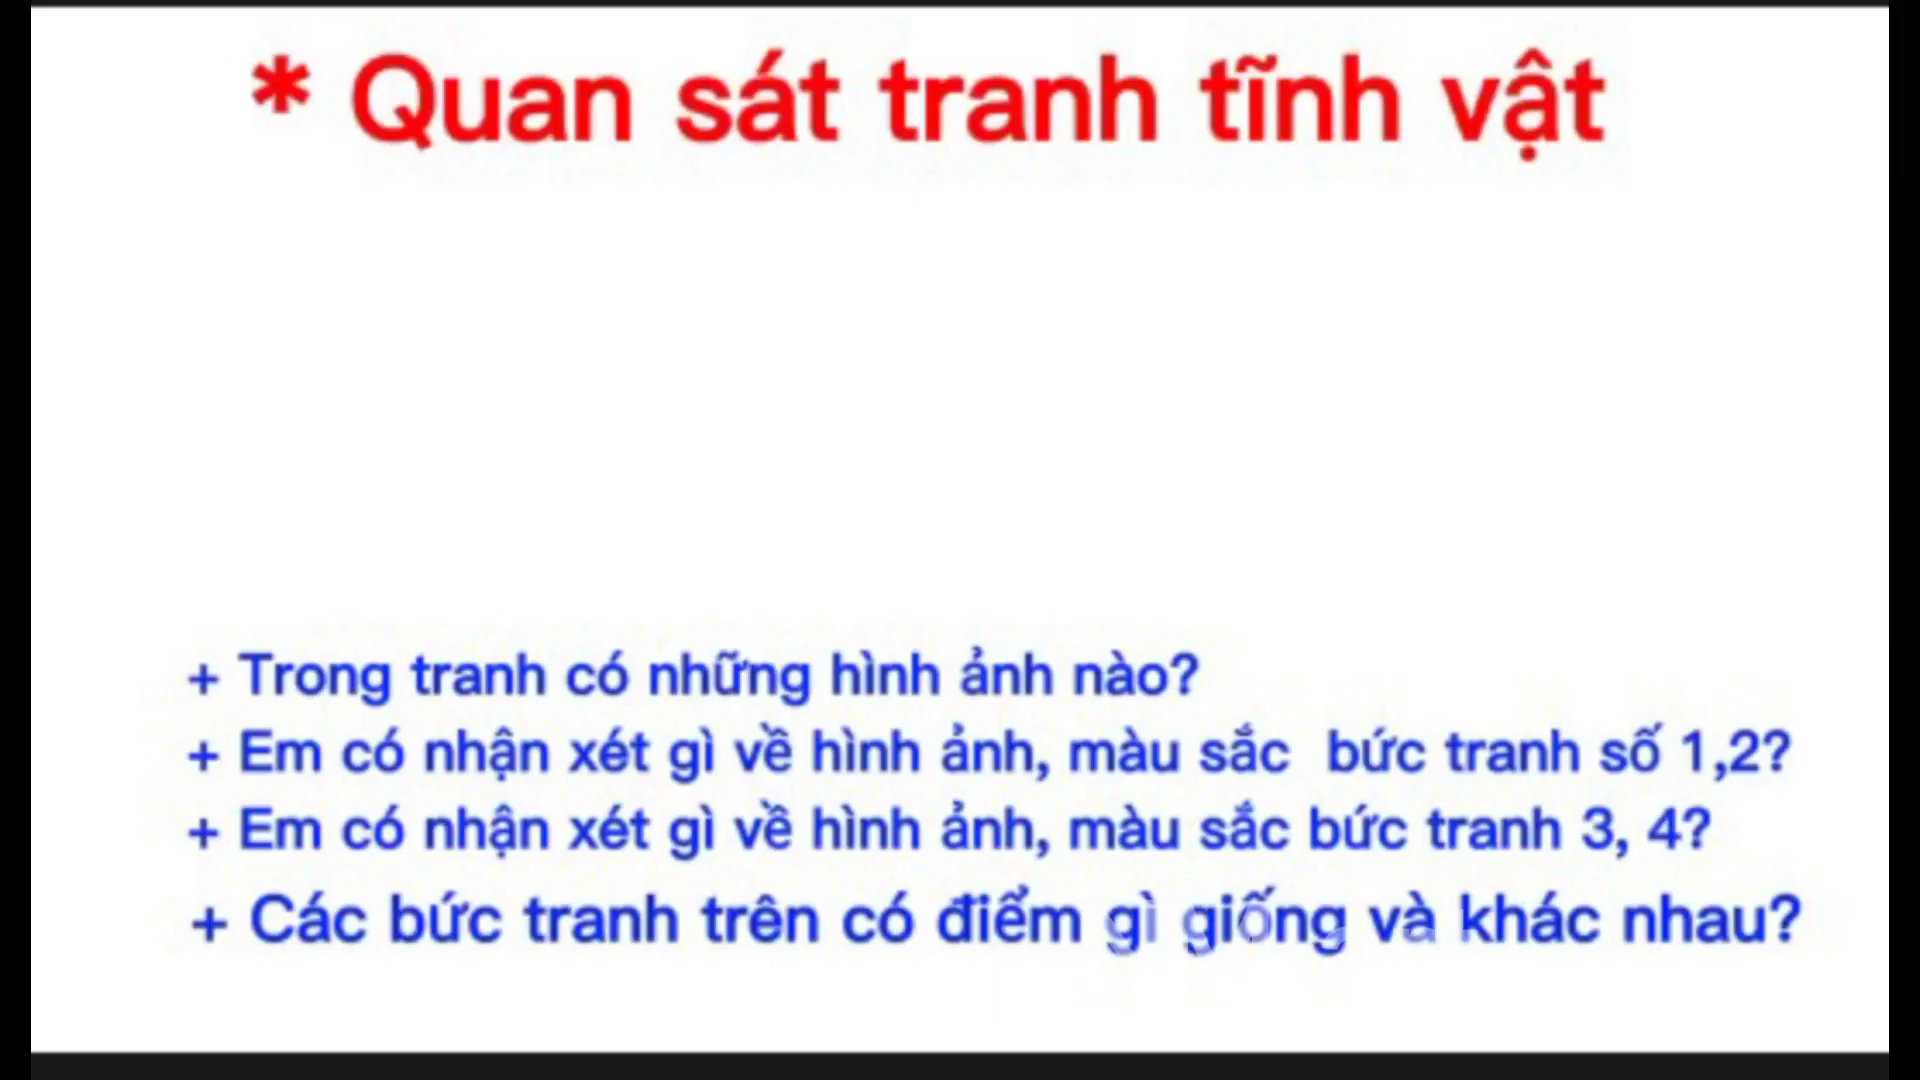 * Quan sát tranh tĩnh vật
+ Trong tranh có những hình ảnh nào?
+ Em có nhận xét gì về hình ảnh, màu sắc bức tranh số 1,2?
+ Em có nhận xét gì về hình ảnh, màu sắc bức tranh 3, 4?
+ Các bức tranh trên có điểm gì giống và khác nhau?